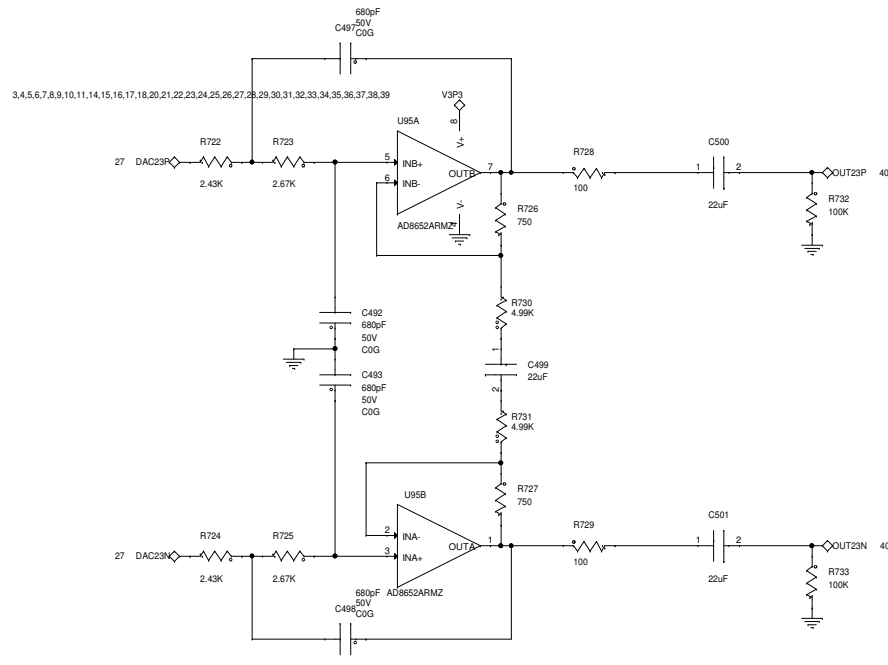 680pF
50V
C497
C0G
3,4,5,6,7,8,9,10,11,14,15,16,17,18,20,21,22,23,24,25,26,27,28,29,30,31,32,33,34,35,36,37,38,39
V3P3
8
V+
U95A
R722
R723
27 DAC23P
2.43K
2.67K
5
INB+
6
INB-
OUTB
7
V-
4
AD8652ARMZ
R728
100
C500
1
2
22uF
OUT23P 40
R732
100K
R726
750
R730
4.99K
1
C499
22uF
2
R731
4.99K
C492
680pF
50V
C0G
C493
680pF
50V
C0G
R727
750
U95B
2
INA-
3
INA+
OUTA
1
AD8652ARMZ
R724
R725
27 DAC23N
2.43K
2.67K
R729
100
C501
1
2
22uF
OUT23N 40
R733
100K
680pF
50V
C498
C0G